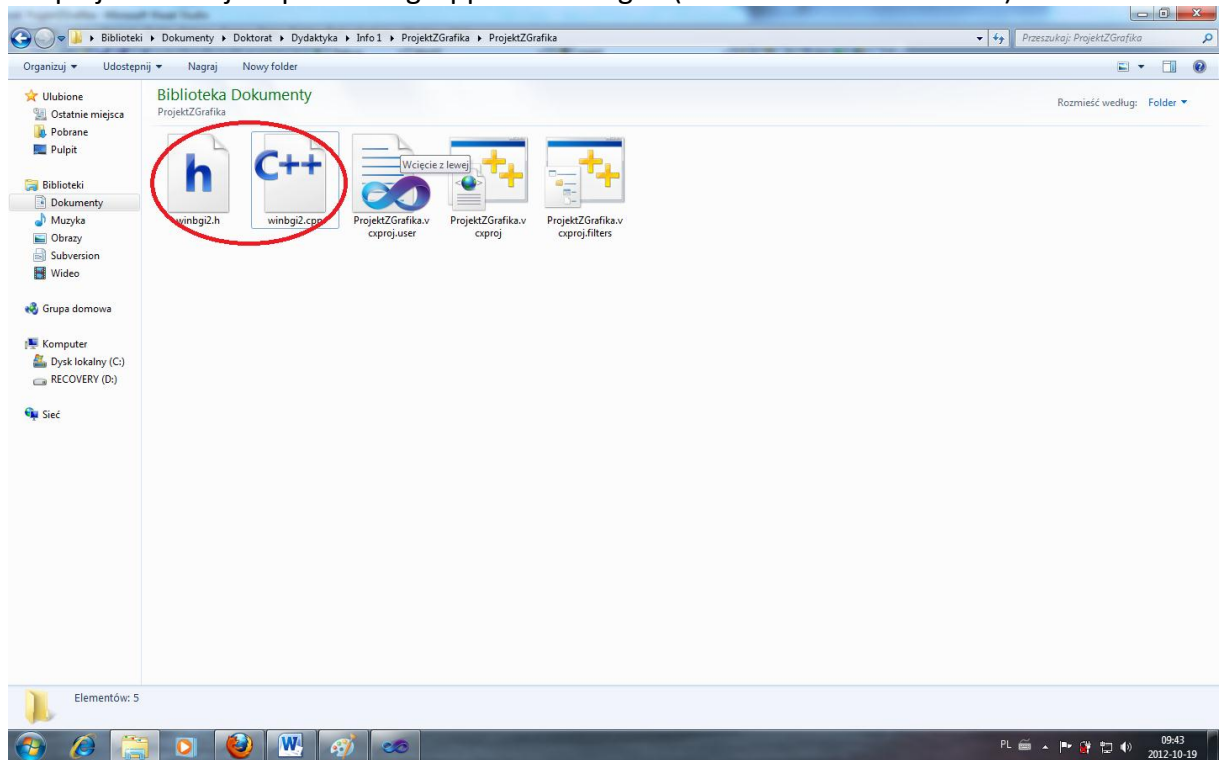 Biblioteki ▸ Dokumenty ▸ Doktorat ▸ Dydaktyka ▸ Info 1 ▸ ProjektZGrafika ▸ ProjektZGrafika
Przeszukaj: ProjektZGrafika
Organizuj
Udostępnij
Nagraj
Nowy folder
Ulubione
Ostatnie miejsca
Pobrane
Pulpit
Biblioteki
Dokumenty
Muzyka
Obrazy
Subversion
Wideo
Grupa domowa
Komputer
Dysk lokalny (C:)
RECOVERY (D:)
Sieć
Biblioteka Dokumenty
ProjektZGrafika
Rozmieść według: Folder
h
C++
Wcięcie z lewej
winbgi2.h
winbgi2.cpp
ProjektZGrafika.v
cxproj.user
ProjektZGrafika.v
cxproj
ProjektZGrafika.v
cxproj.filters
Elementów: 5
PL
09:43
2012-10-19